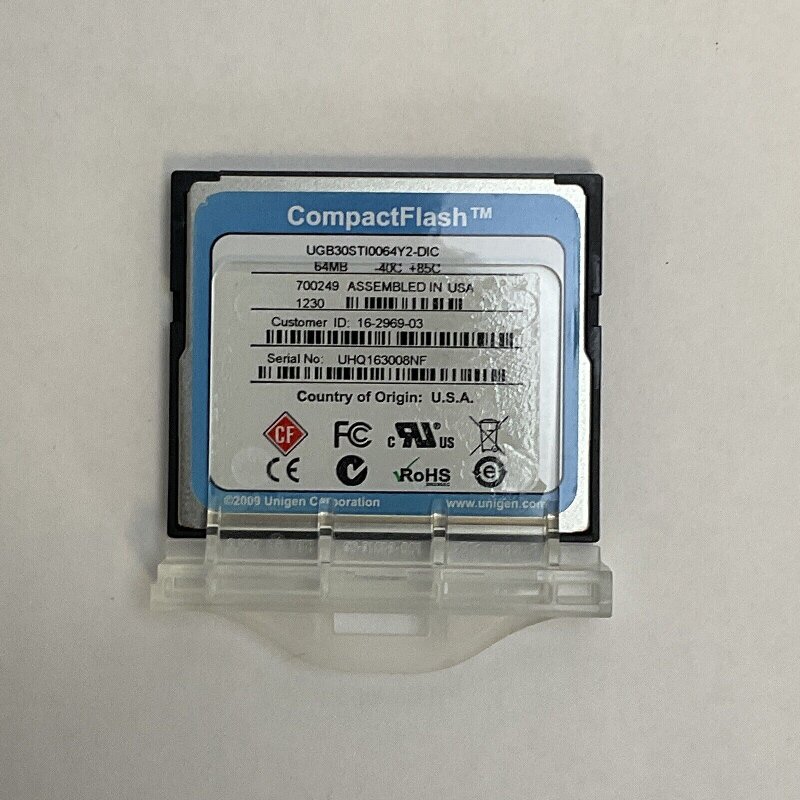 CompactFlash™
UGB30STI0064Y2-DIC
64MB -40C +85C
700249 ASSEMBLED IN USA
1230
Customer ID: 16-2969-03
Serial No: UHQ163008NF
Country of Origin: U.S.A.
CF FC c RU US
CE RoHS e
©2009 Unigen Corporation www.unigen.com